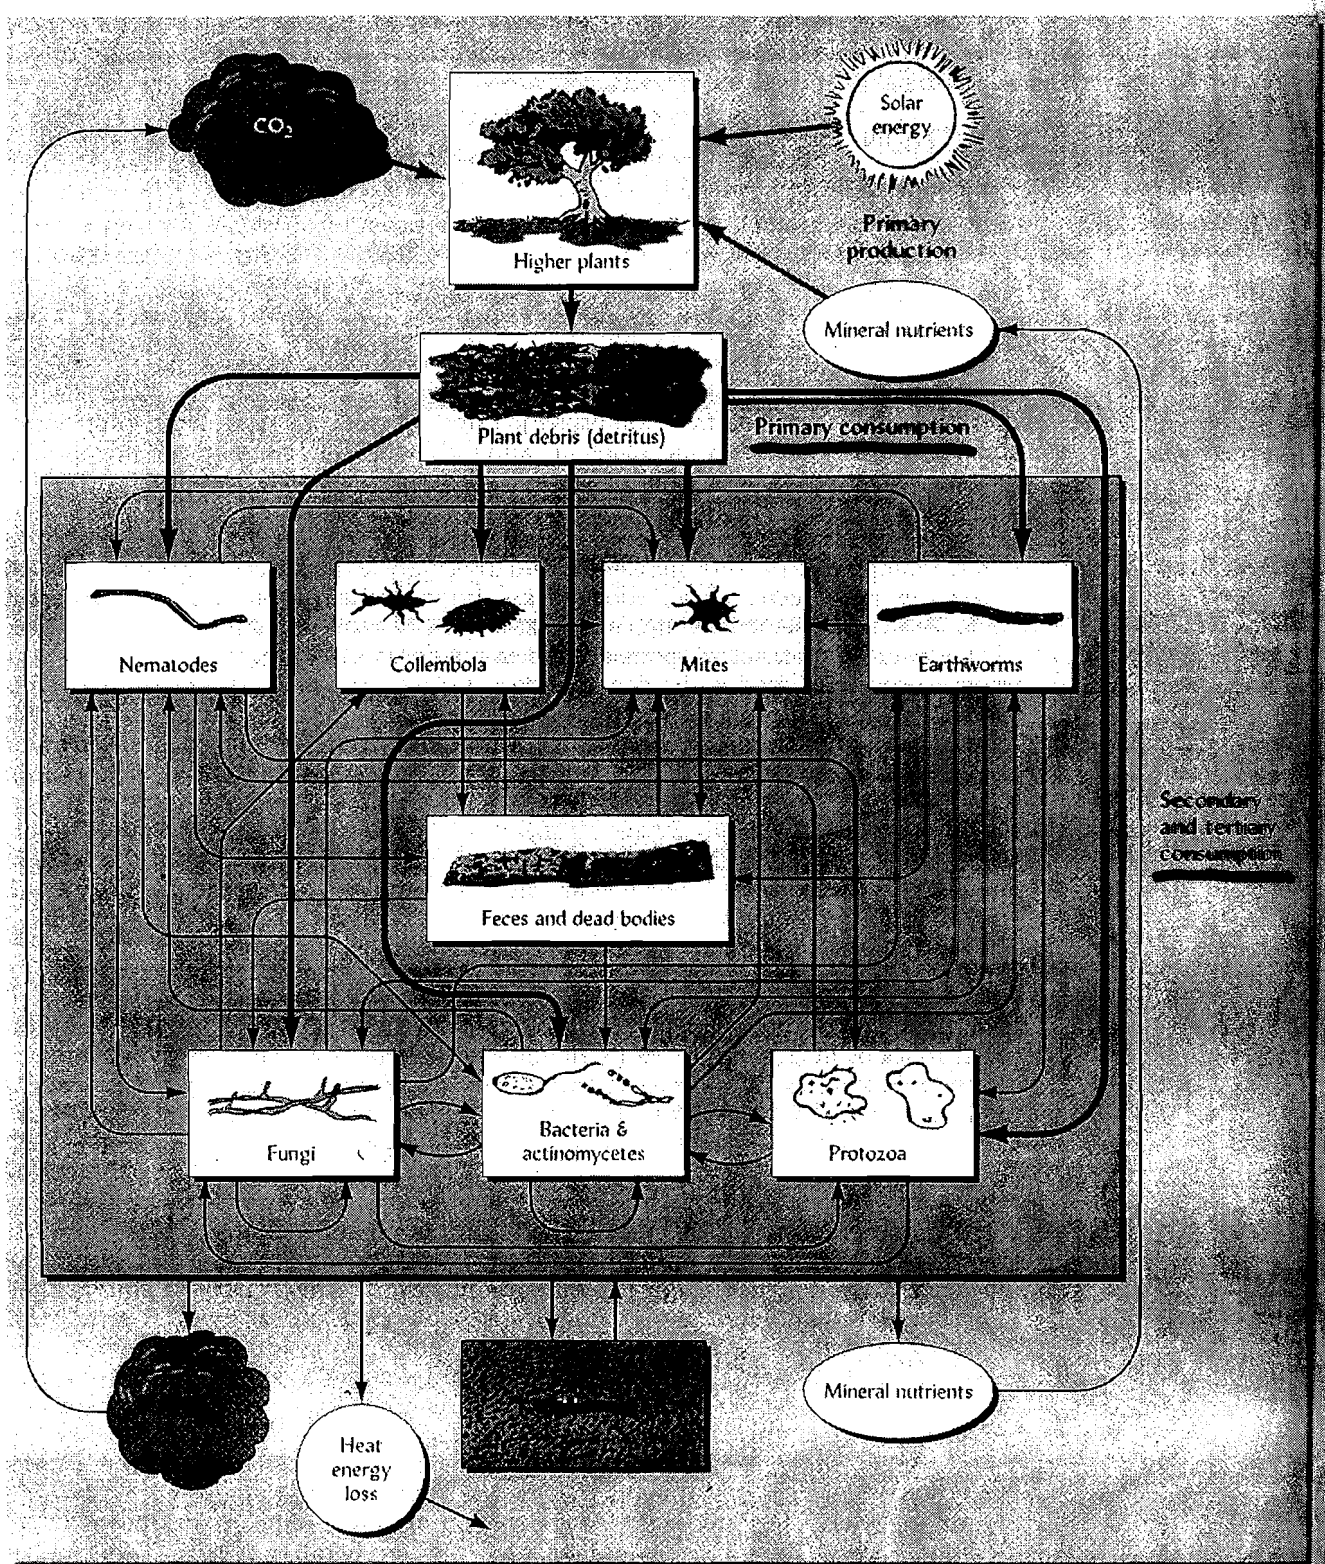 CO2
Solar
energy
Higher plants
Primary
production
Mineral nutrients
Plant debris (detritus)
Primary consumption
Nematodes
Collembola
Mites
Earthworms
Secondary
and tertiary
consumption
Feces and dead bodies
Fungi
Bacteria &
actinomycetes
Protozoa
Heat
energy
loss
Mineral nutrients